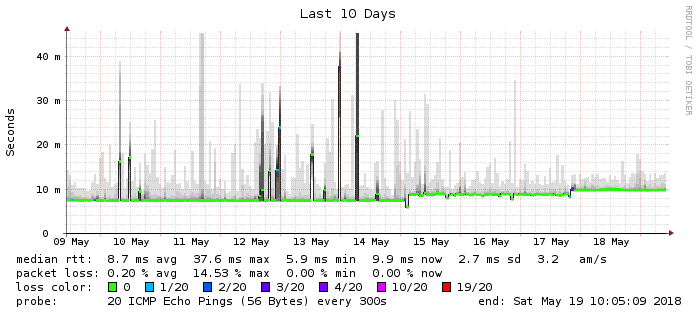 Last 10 Days
RRDTOOL / TOBI OETIKER
Seconds
40 m
30 m
20 m
10 m
0
09 May 10 May 11 May 12 May 13 May 14 May 15 May 16 May 17 May 18 May
median rtt: 8.7 ms avg 37.6 ms max 5.9 ms min 9.9 ms now 2.7 ms sd 3.2 am/s
packet loss: 0.20 % avg 14.53 % max 0.00 % min 0.00 % now
loss color: 0 1/20 2/20 3/20 4/20 10/20 19/20
probe: 20 ICMP Echo Pings (56 Bytes) every 300s end: Sat May 19 10:05:09 2018